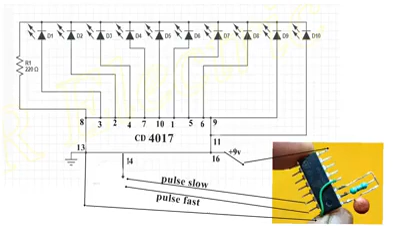 D1 D2 D3 D4 D5 D6 D7 D8 D9 D10
R1
220 Ω
8 3 2 4 7 10 1 5 6 9
CD 4017
11
13 16 +9v
14
pulse slow
pulse fast